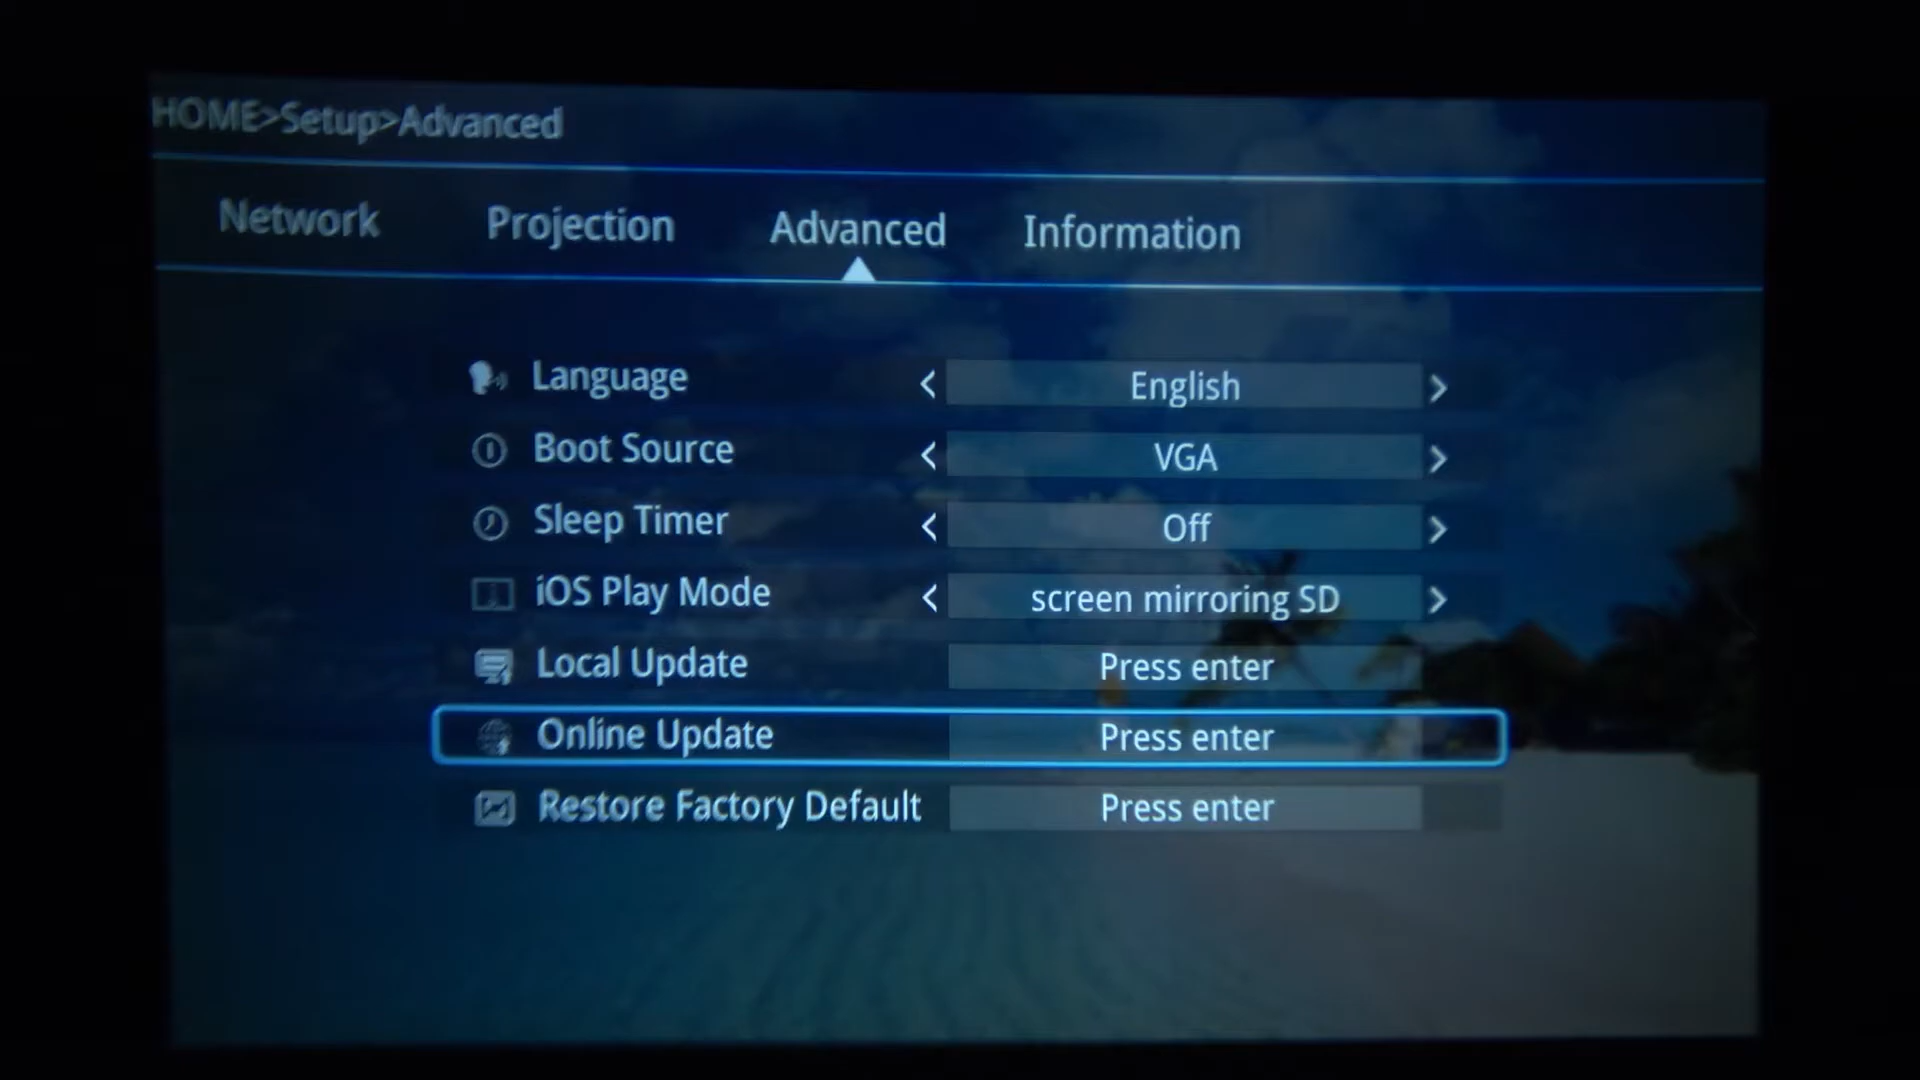 HOME>Setup>Advanced
Network Projection Advanced Information
Language < English >
Boot Source < VGA >
Sleep Timer < Off >
iOS Play Mode < screen mirroring SD >
Local Update Press enter
Online Update Press enter
Restore Factory Default Press enter